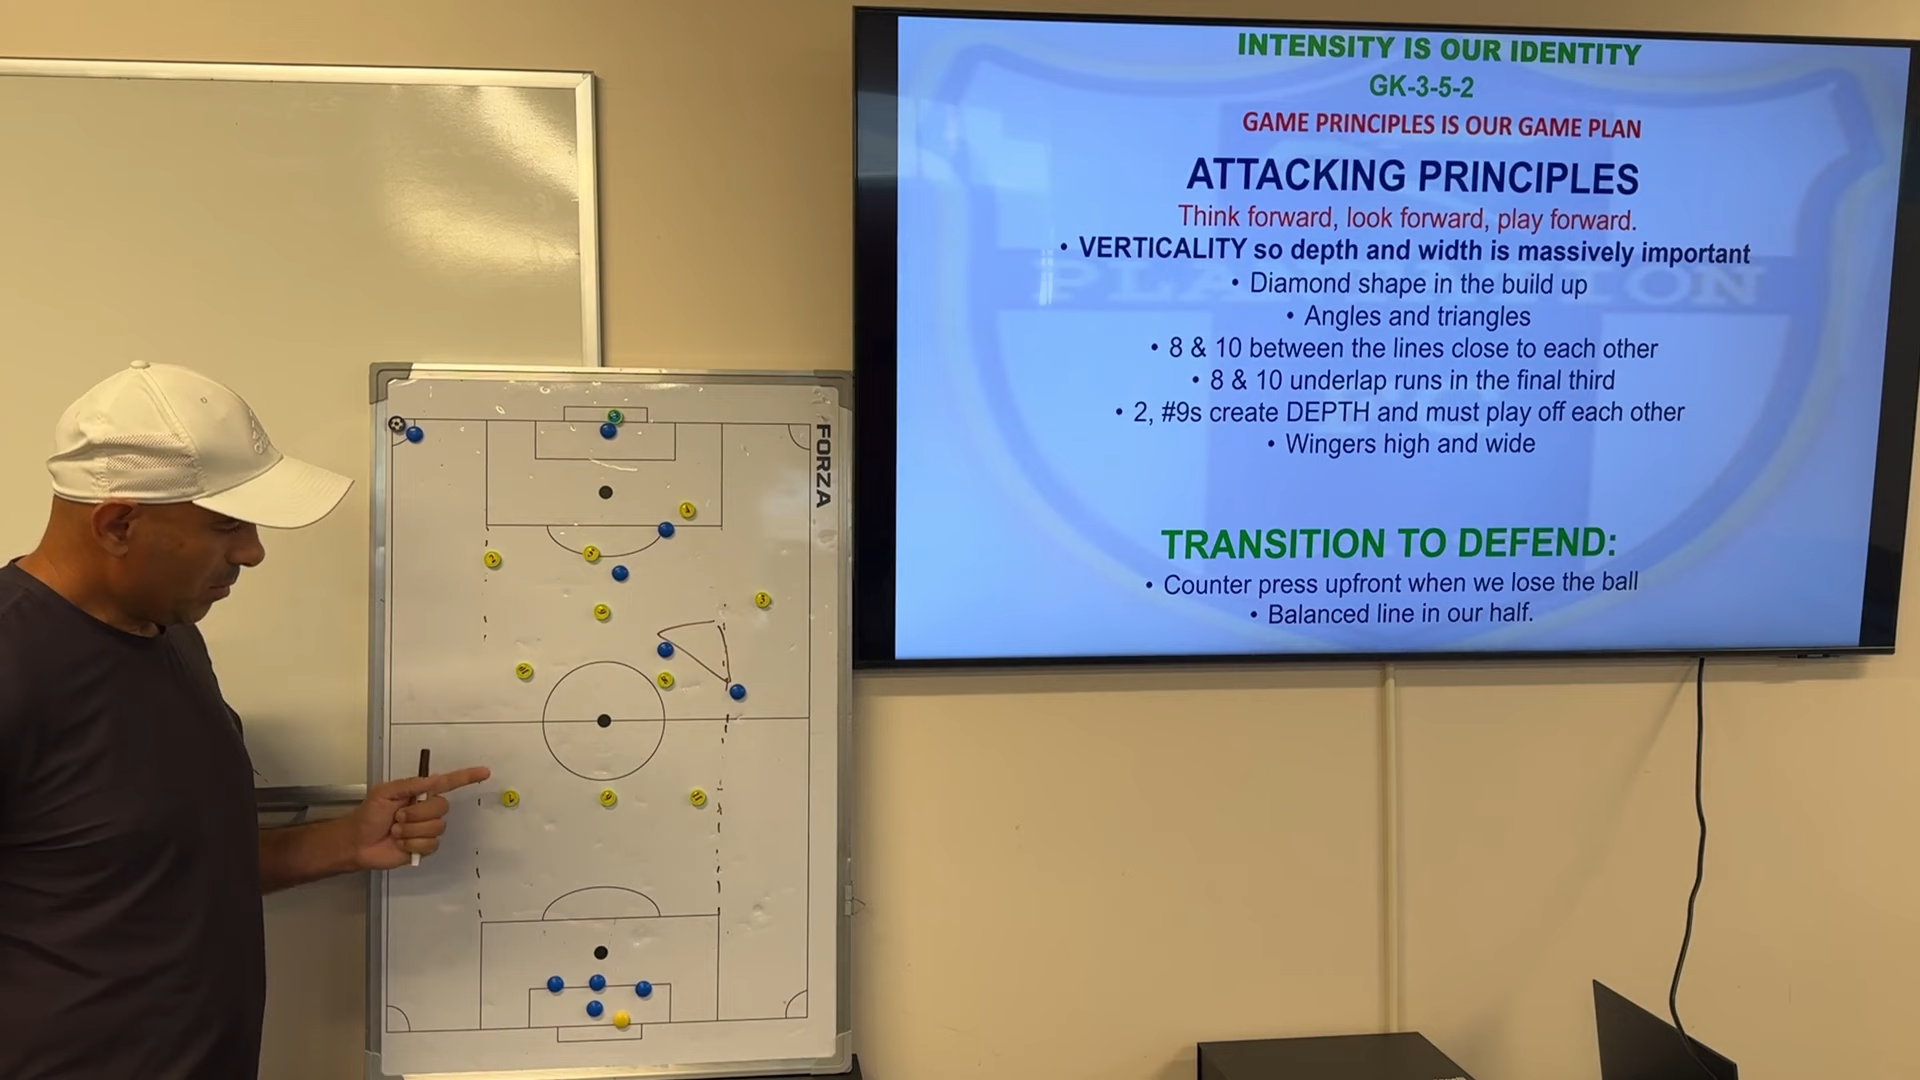 INTENSITY IS OUR IDENTITY
GK-3-5-2
GAME PRINCIPLES IS OUR GAME PLAN
ATTACKING PRINCIPLES
Think forward, look forward, play forward.
• VERTICALITY so depth and width is massively important
• Diamond shape in the build up
• Angles and triangles
• 8 & 10 between the lines close to each other
• 8 & 10 underlap runs in the final third
• 2, #9s create DEPTH and must play off each other
• Wingers high and wide
TRANSITION TO DEFEND:
• Counter press upfront when we lose the ball
• Balanced line in our half.
FORZA